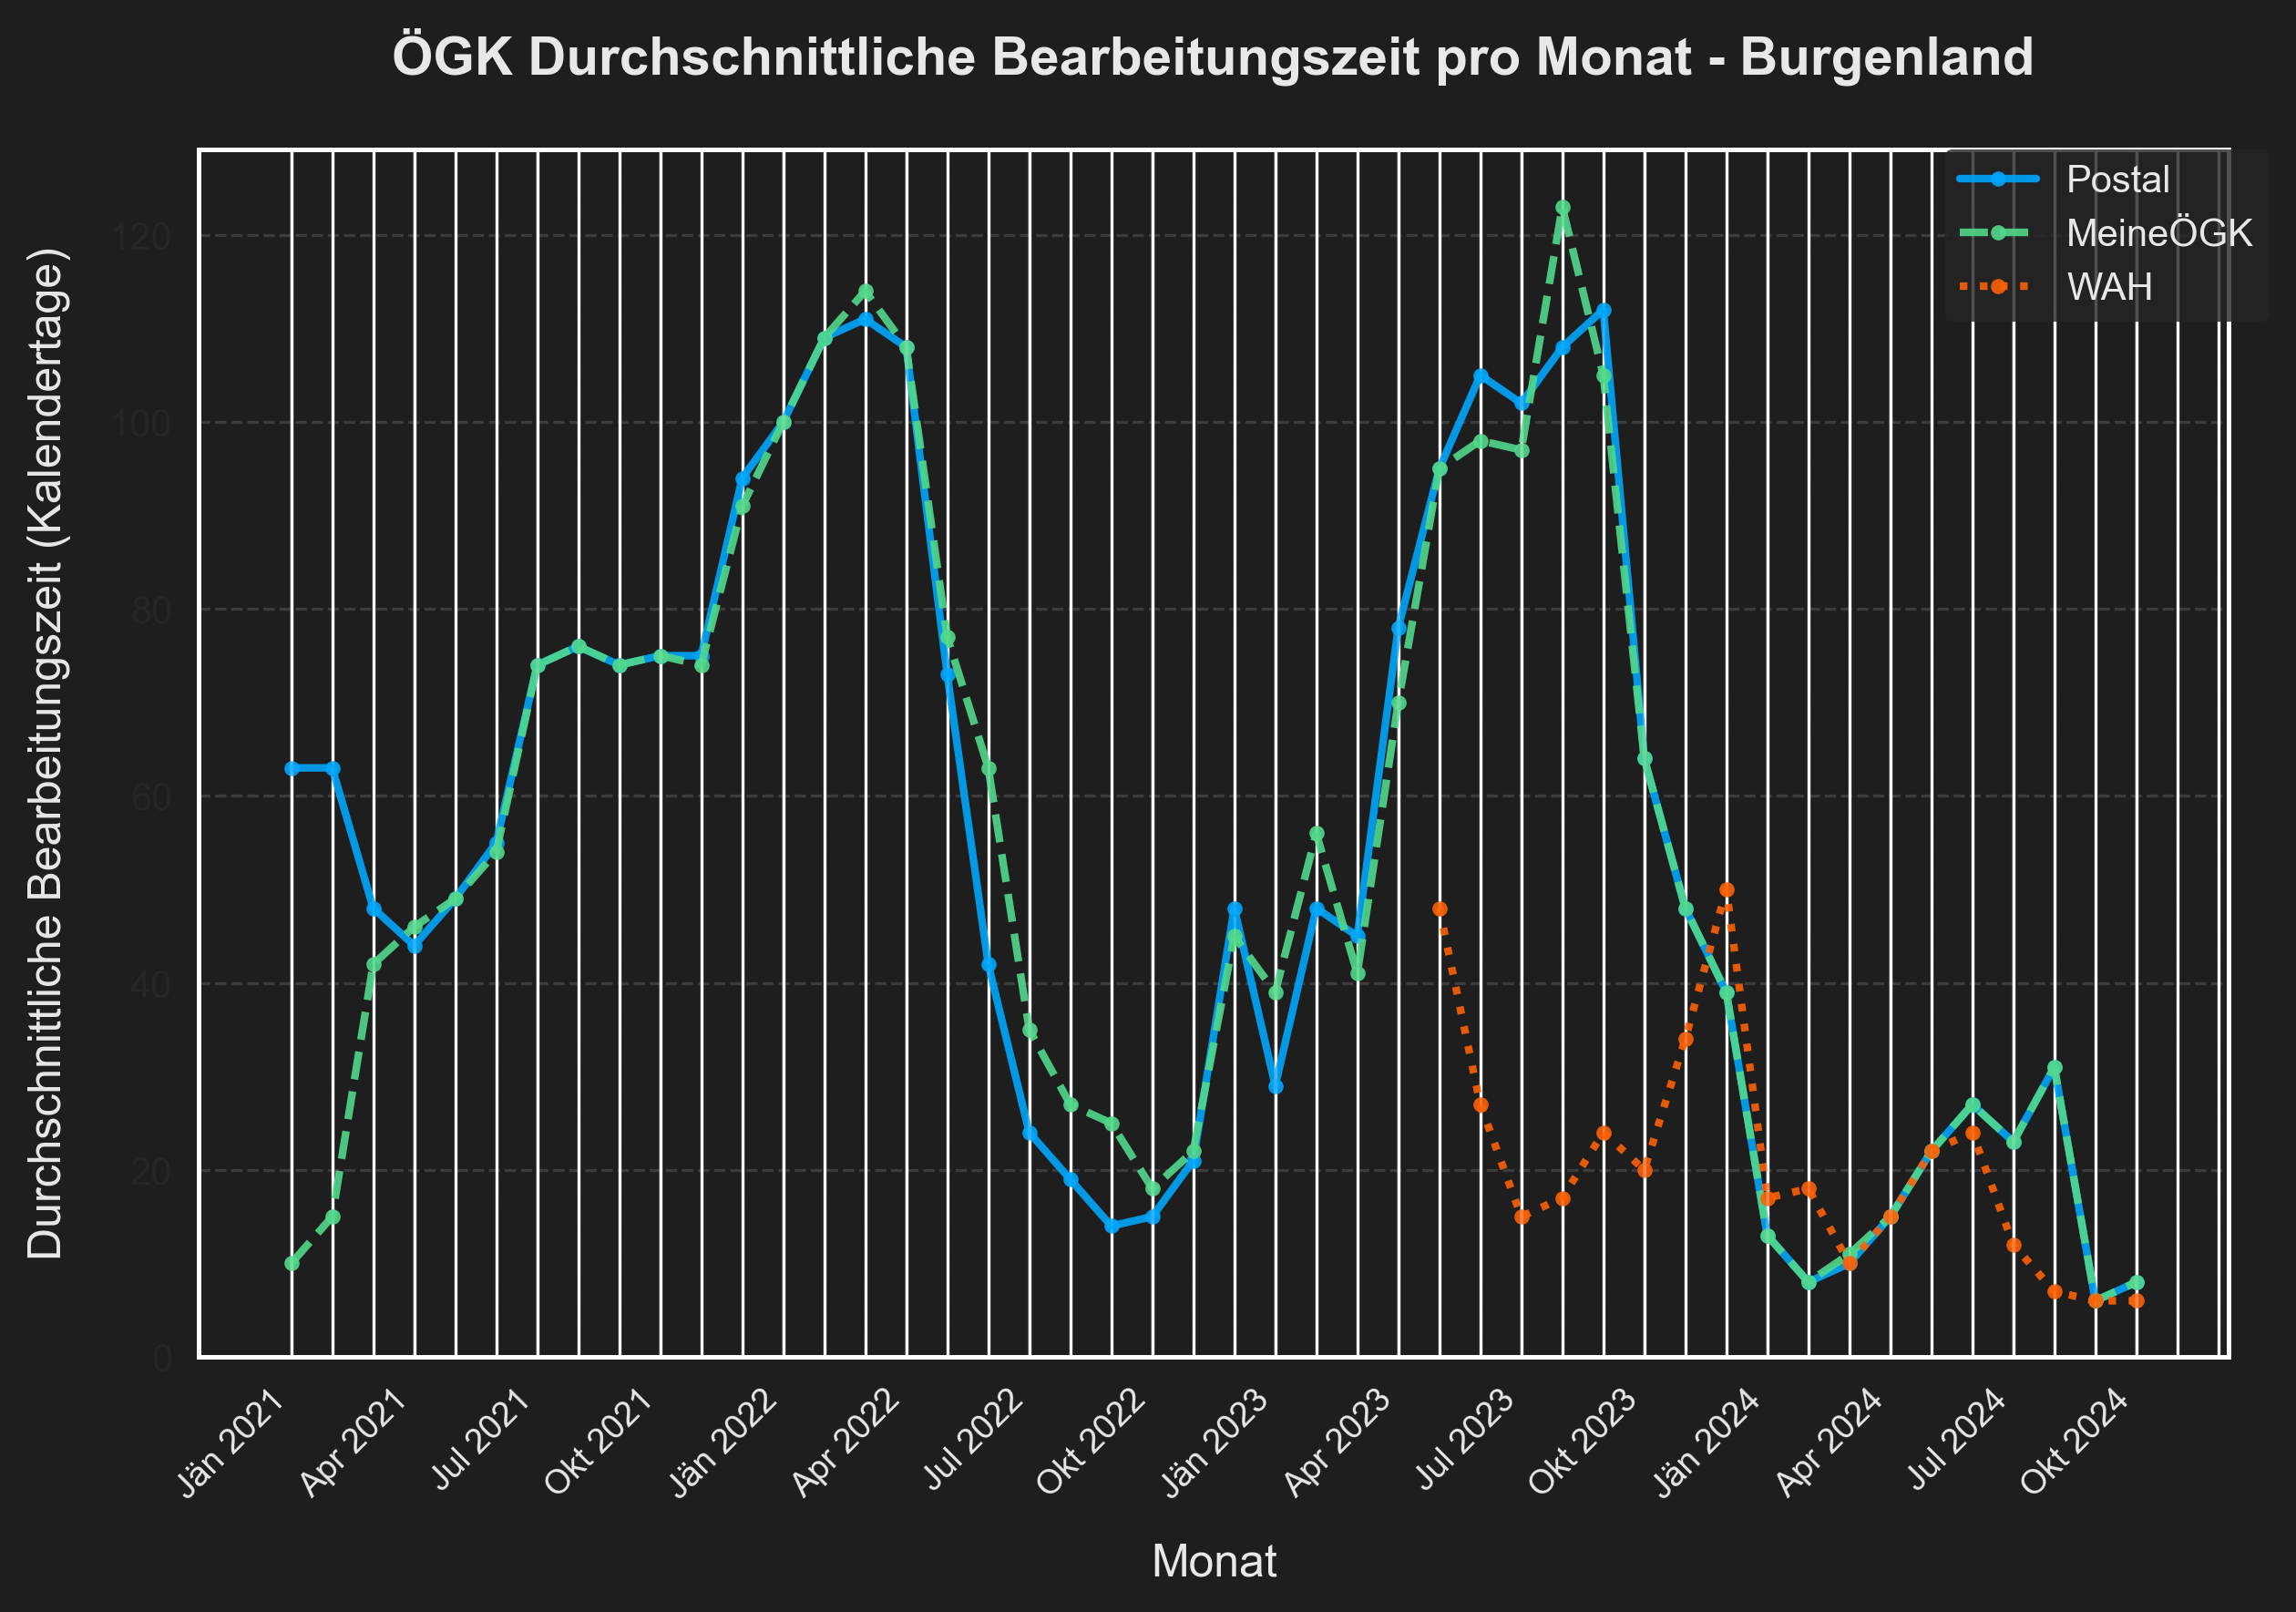 ÖGK Durchschnittliche Bearbeitungszeit pro Monat - Burgenland
Postal
MeineÖGK
WAH
Durchschnittliche Bearbeitungszeit (Kalendertage)
120
100
80
60
40
20
0
Jän 2021
Apr 2021
Jul 2021
Okt 2021
Jän 2022
Apr 2022
Jul 2022
Okt 2022
Jän 2023
Apr 2023
Jul 2023
Okt 2023
Jän 2024
Apr 2024
Jul 2024
Okt 2024
Monat